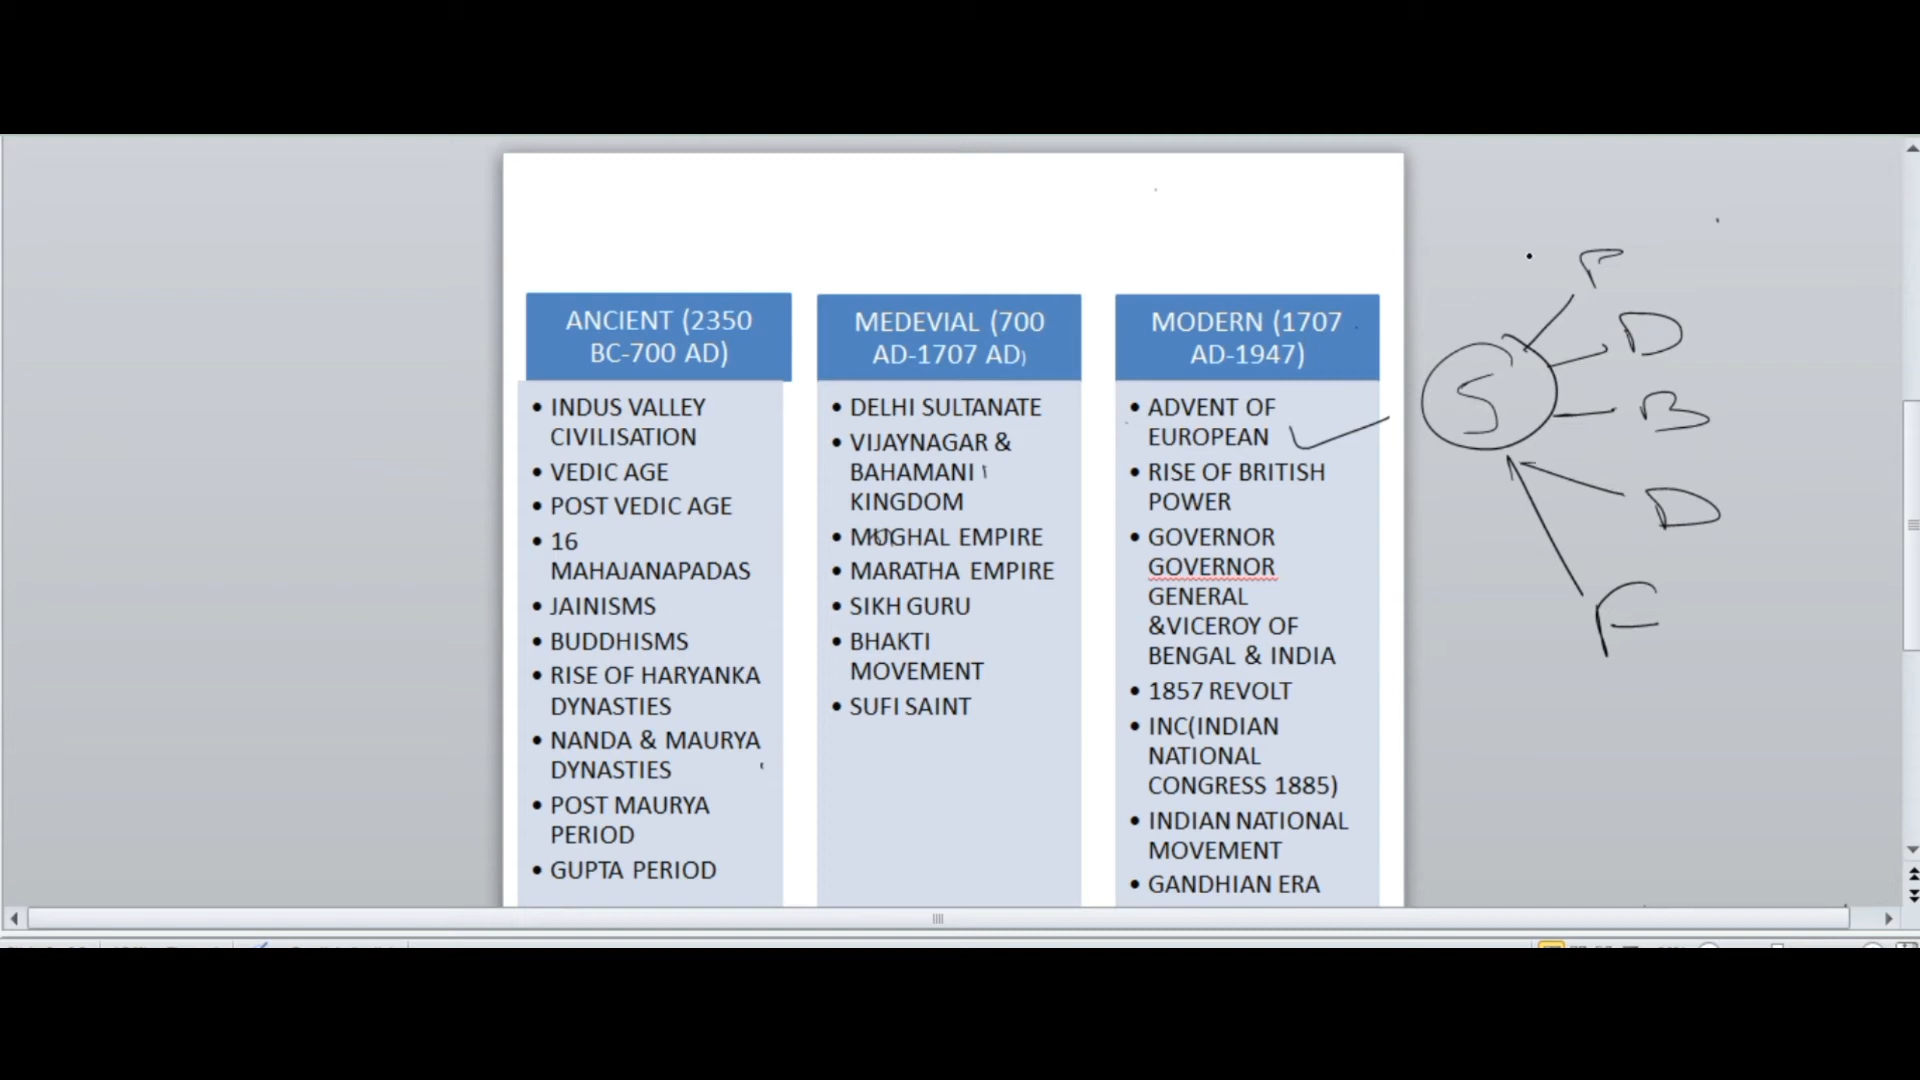 ANCIENT (2350
BC-700 AD)
• INDUS VALLEY
CIVILISATION
• VEDIC AGE
• POST VEDIC AGE
• 16
MAHAJANAPADAS
• JAINISMS
• BUDDHISMS
• RISE OF HARYANKA
DYNASTIES
• NANDA & MAURYA
DYNASTIES
• POST MAURYA
PERIOD
• GUPTA PERIOD
MEDEVIAL (700
AD-1707 AD)
• DELHI SULTANATE
• VIJAYNAGAR &
BAHAMANI
KINGDOM
• MUGHAL EMPIRE
• MARATHA EMPIRE
• SIKH GURU
• BHAKTI
MOVEMENT
• SUFI SAINT
MODERN (1707
AD-1947)
• ADVENT OF
EUROPEAN
• RISE OF BRITISH
POWER
• GOVERNOR
GOVERNOR
GENERAL
&VICEROY OF
BENGAL & INDIA
• 1857 REVOLT
• INC(INDIAN
NATIONAL
CONGRESS 1885)
• INDIAN NATIONAL
MOVEMENT
• GANDHIAN ERA
D
S
B
D
F